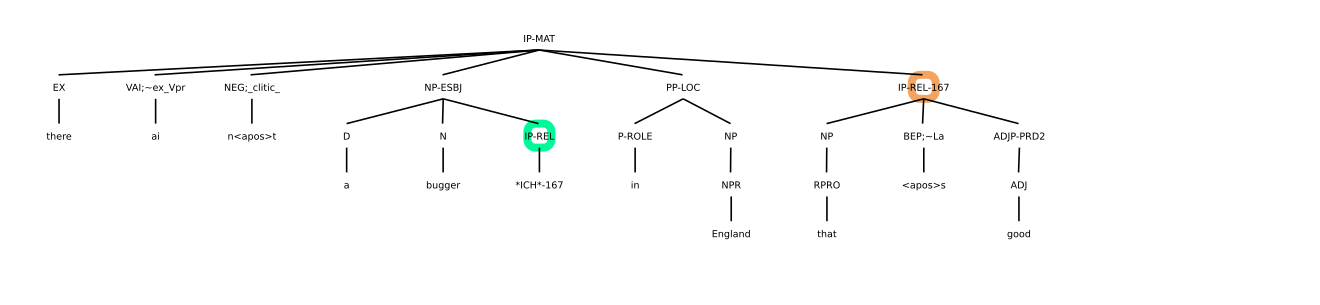 IP-MAT
EX VAI;~ex_Vpr NEG;_clitic_ NP-ESBJ PP-LOC IP-REL-167
there ai n<apos>t D N IP-REL P-ROLE NP NP BEP;~La ADJP-PRD2
a bugger *ICH*-167 in NPR RPRO <apos>s ADJ
England that good